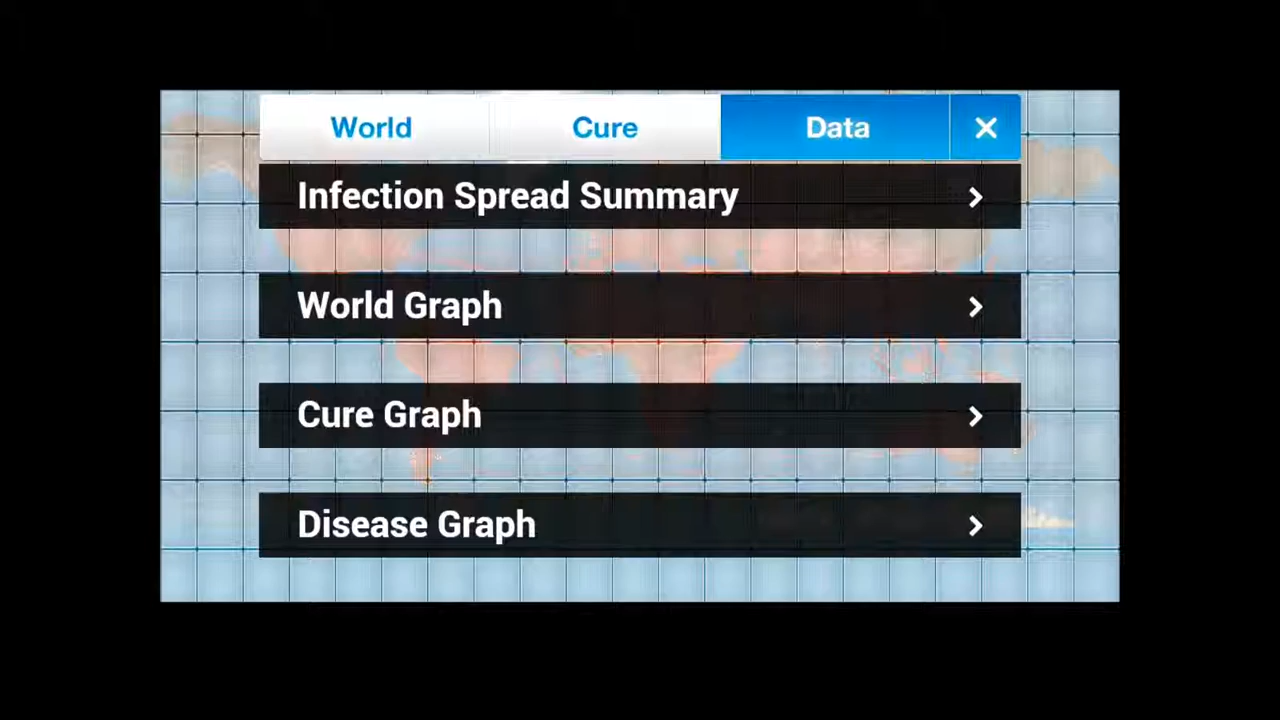 World Cure Data ×
Infection Spread Summary
World Graph
Cure Graph
Disease Graph